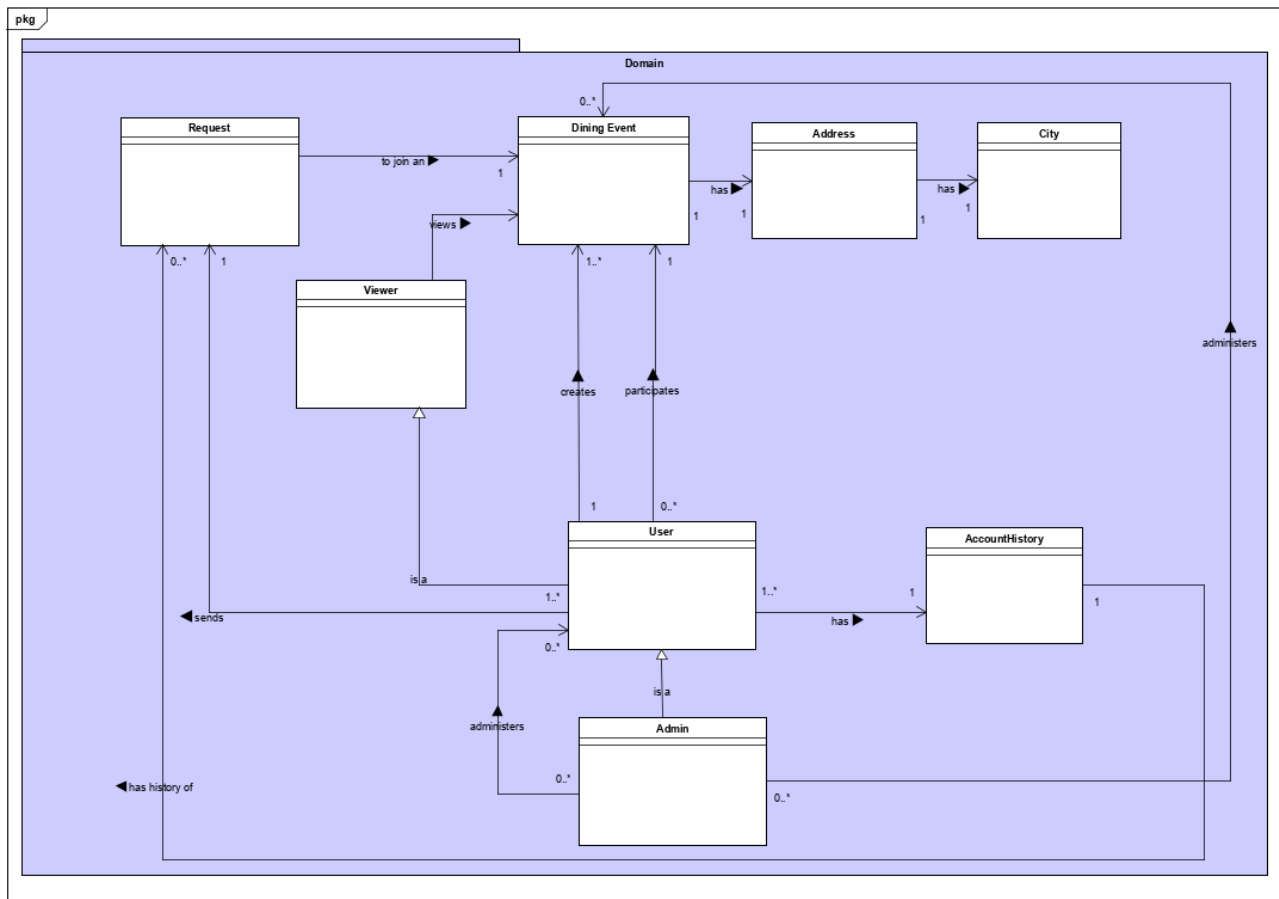 pkg
Domain
0..*
Request
Dining Event
Address
City
to join an
1
has
1
1
has
1
1
views
0..*
1
1..*
1
Viewer
administers
creates
participates
1
0..*
User
AccountHistory
is a
1..*
1..*
1
1
sends
has
0..*
is a
administers
Admin
0..*
0..*
has history of